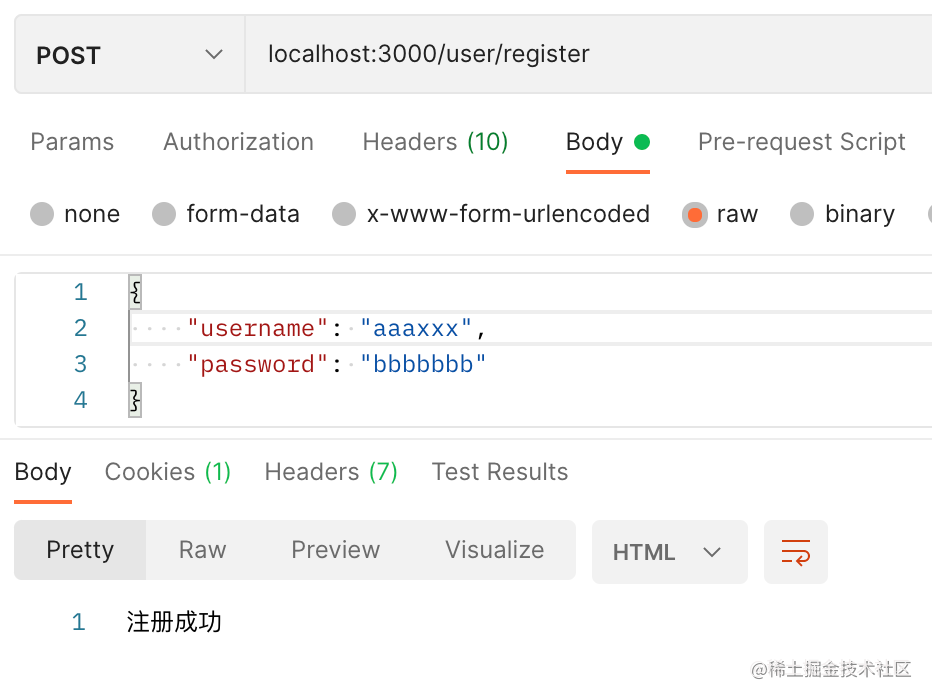 POST localhost:3000/user/register
Params Authorization Headers (10) Body Pre-request Script
none form-data x-www-form-urlencoded raw binary
1 {
2 "username": "aaaxxx",
3 "password": "bbbbbbb"
4 }
Body Cookies (1) Headers (7) Test Results
Pretty Raw Preview Visualize HTML
1 注册成功
@稀土掘金技术社区